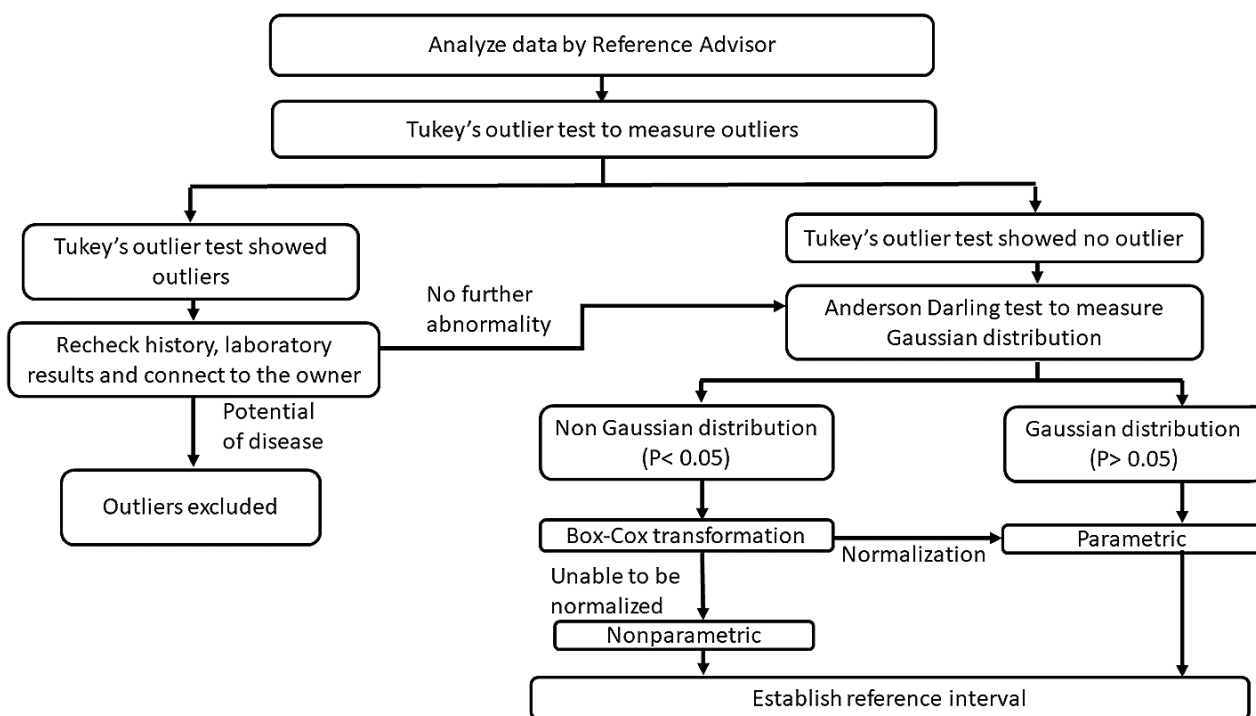 Analyze data by Reference Advisor
Tukey's outlier test to measure outliers
Tukey's outlier test showed
outliers
Tukey's outlier test showed no outlier
No further
abnormality
Anderson Darling test to measure
Gaussian distribution
Recheck history, laboratory
results and connect to the owner
Potential
of disease
Non Gaussian distribution
(P< 0.05)
Gaussian distribution
(P> 0.05)
Outliers excluded
Box-Cox transformation
Normalization
Parametric
Unable to be
normalized
Nonparametric
Establish reference interval